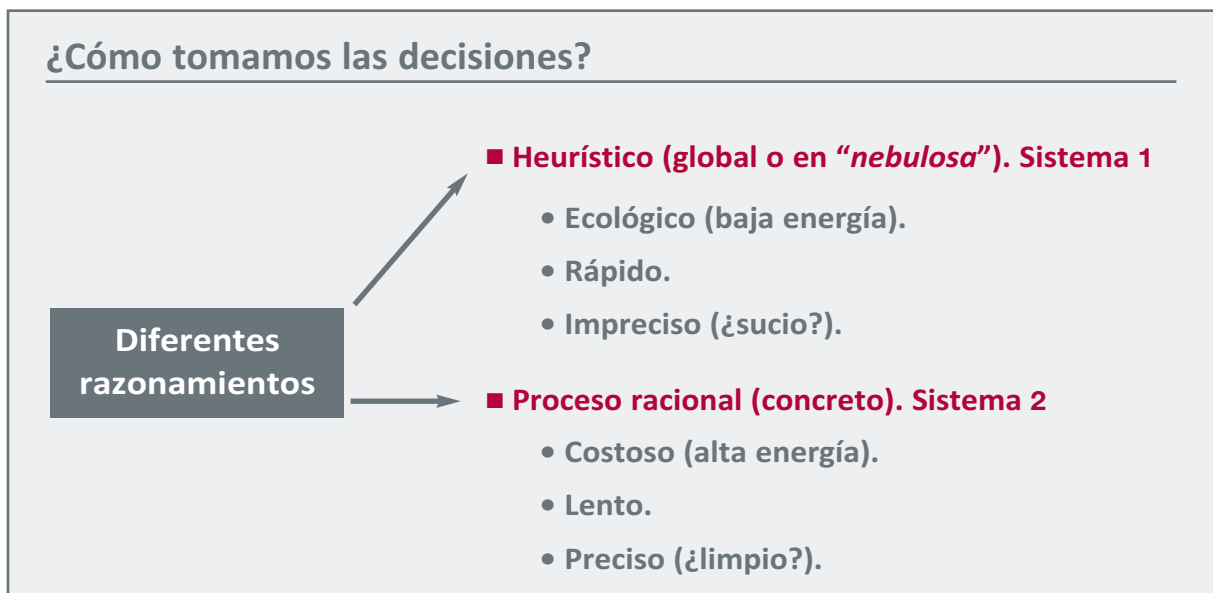 ¿Cómo tomamos las decisiones?
■ Heurístico (global o en “nebulosa”). Sistema 1
• Ecológico (baja energía).
• Rápido.
• Impreciso (¿sucio?).
Diferentes
razonamientos
■ Proceso racional (concreto). Sistema 2
• Costoso (alta energía).
• Lento.
• Preciso (¿limpio?).